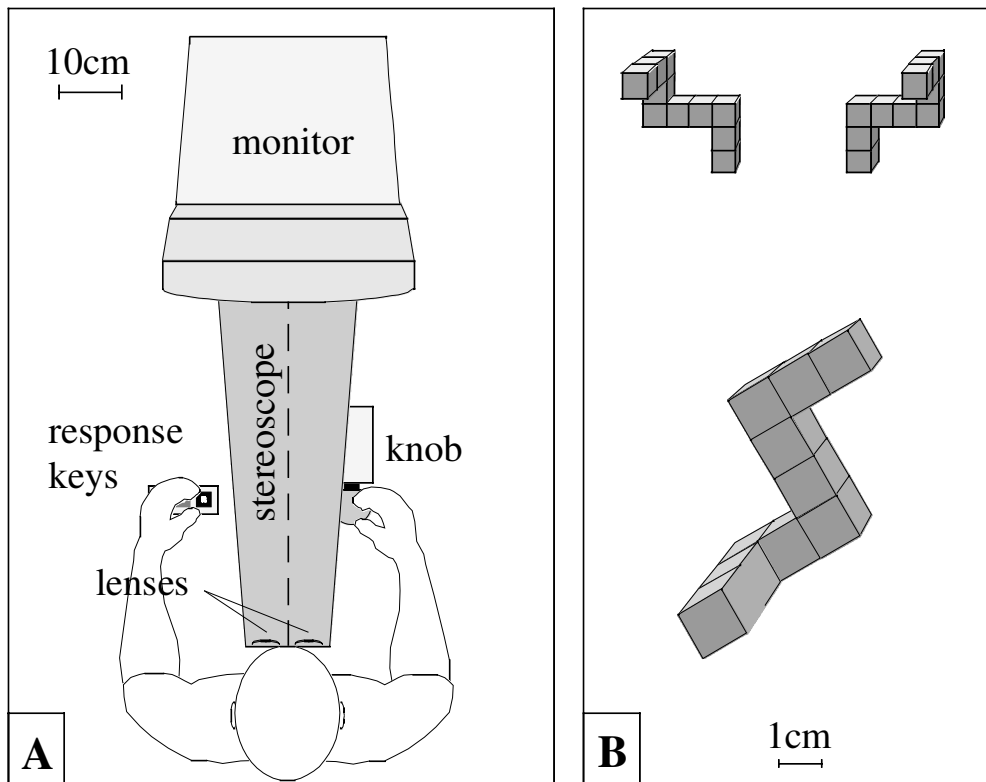 10cm
monitor
stereoscope
response
keys
knob
lenses
A
B
1cm